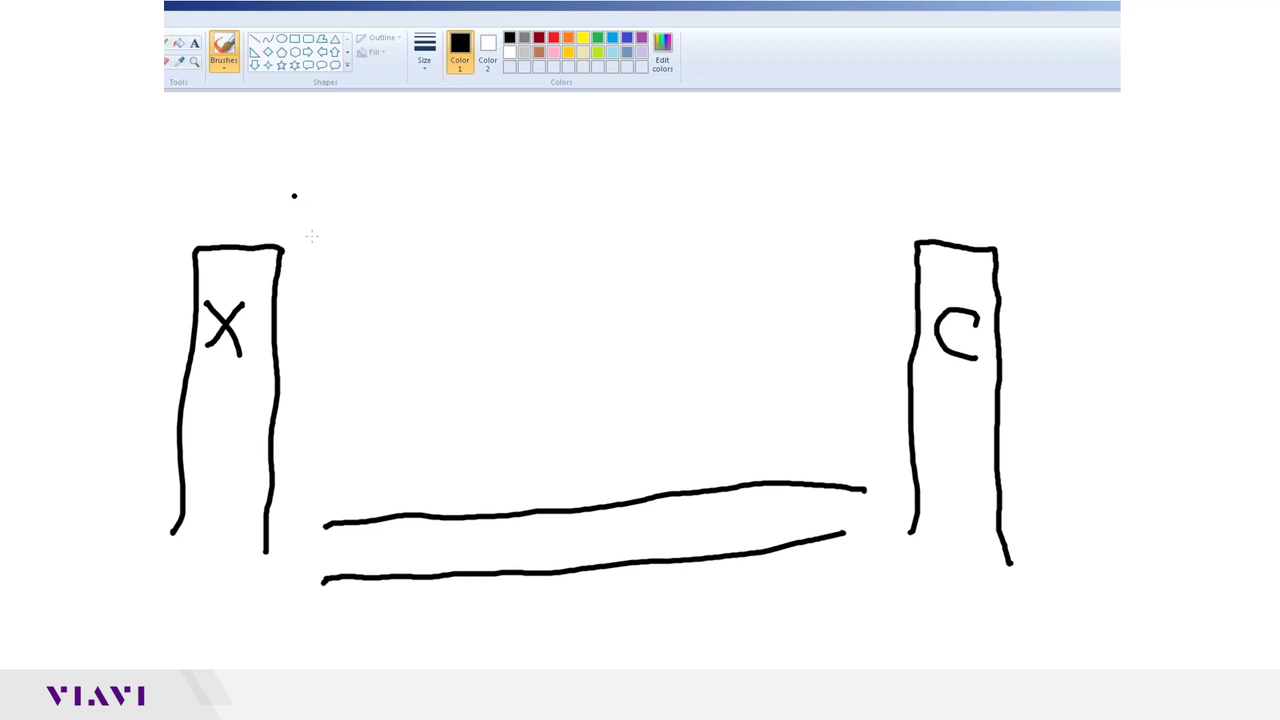 A
Brushes
Tools
Shapes
Outline
Fill
Size
Color 1
Color 2
Edit colors
Colors
X
C
VIAVI